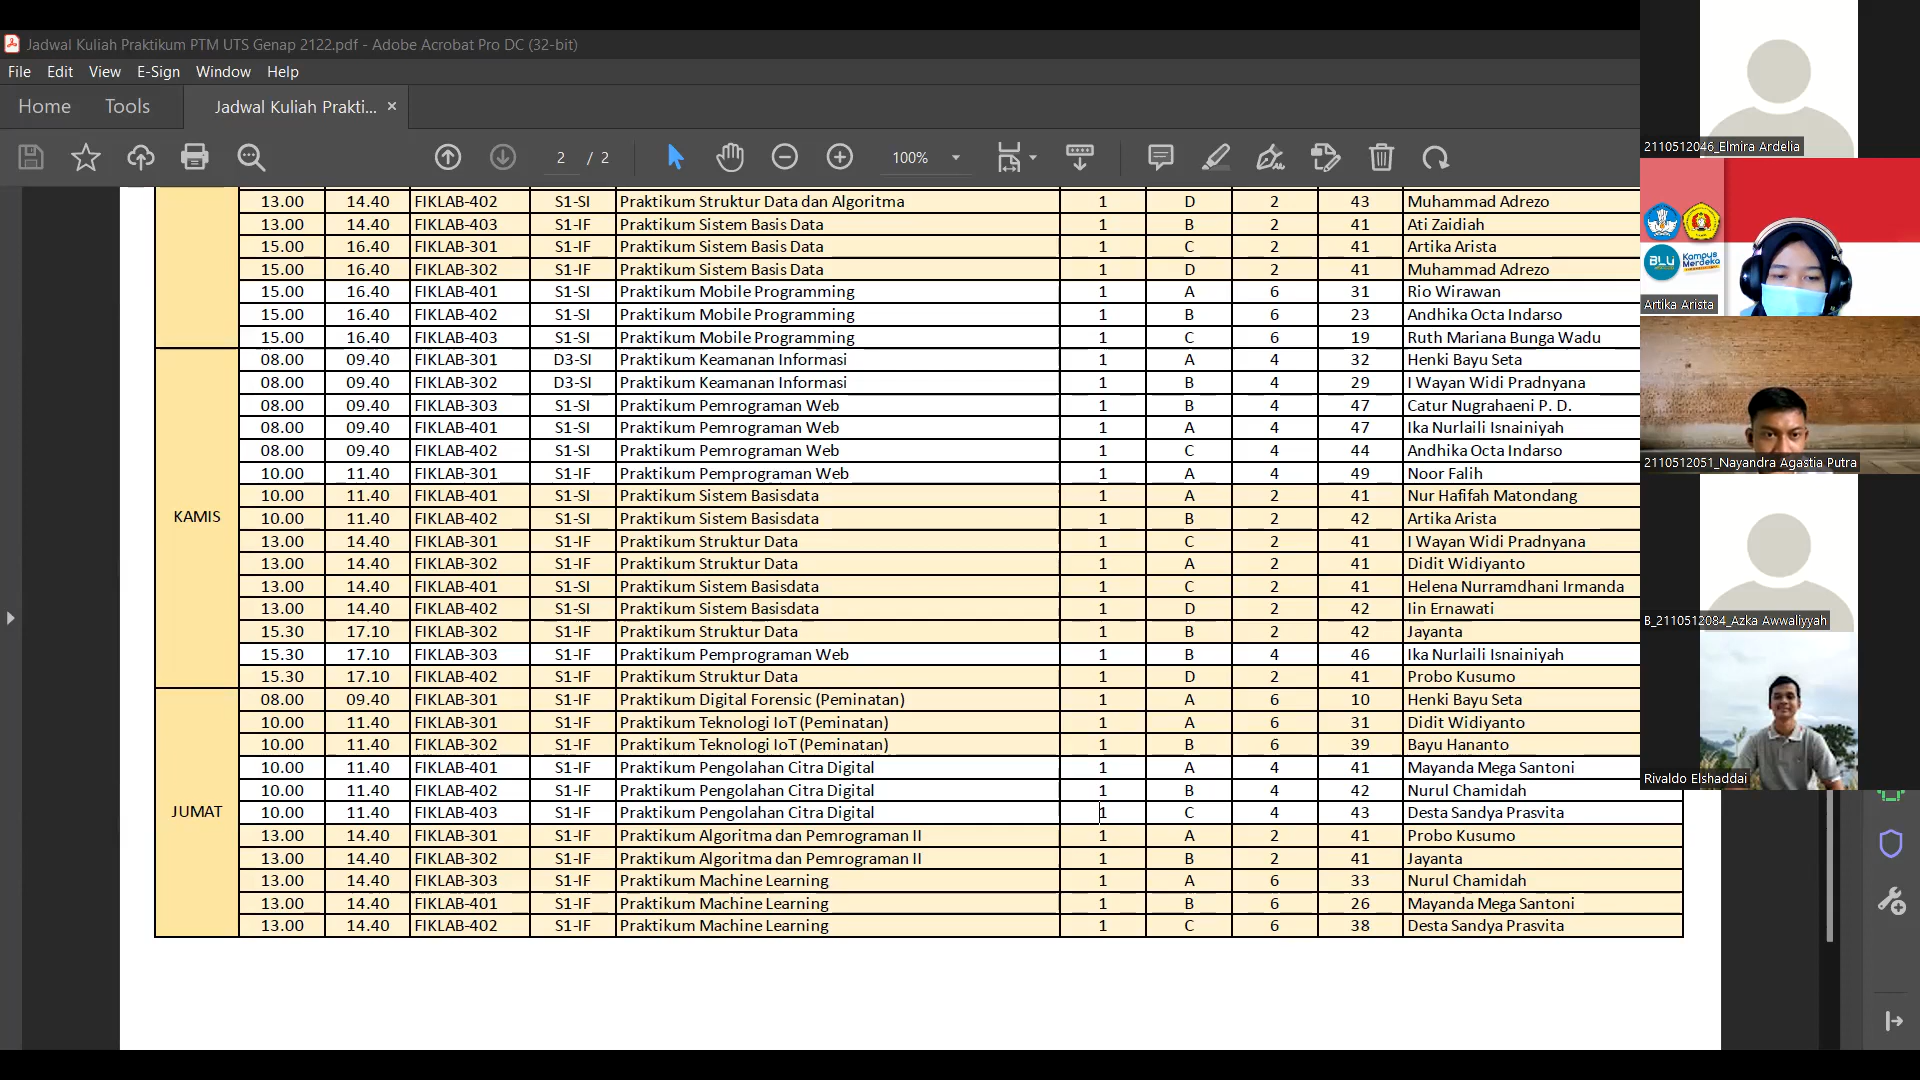 Jadwal Kuliah Praktikum PTM UTS Genap 2122.pdf - Adobe Acrobat Pro DC (32-bit)
File Edit View E-Sign Window Help
Home Tools Jadwal Kuliah Prakti... ×
2 / 2 100%
13.00 14.40 FIKLAB-402 S1-SI Praktikum Struktur Data dan Algoritma 1 D 2 43 Muhammad Adrezo
13.00 14.40 FIKLAB-403 S1-IF Praktikum Sistem Basis Data 1 B 2 41 Ati Zaidiah
15.00 16.40 FIKLAB-301 S1-IF Praktikum Sistem Basis Data 1 C 2 41 Artika Arista
15.00 16.40 FIKLAB-302 S1-IF Praktikum Sistem Basis Data 1 D 2 41 Muhammad Adrezo
15.00 16.40 FIKLAB-401 S1-SI Praktikum Mobile Programming 1 A 6 31 Rio Wirawan
15.00 16.40 FIKLAB-402 S1-SI Praktikum Mobile Programming 1 B 6 23 Andhika Octa Indarso
15.00 16.40 FIKLAB-403 S1-SI Praktikum Mobile Programming 1 C 6 19 Ruth Mariana Bunga Wadu
KAMIS
08.00 09.40 FIKLAB-301 D3-SI Praktikum Keamanan Informasi 1 A 4 32 Henki Bayu Seta
08.00 09.40 FIKLAB-302 D3-SI Praktikum Keamanan Informasi 1 B 4 29 I Wayan Widi Pradnyana
08.00 09.40 FIKLAB-303 S1-SI Praktikum Pemrograman Web 1 B 4 47 Catur Nugrahaeni P. D.
08.00 09.40 FIKLAB-401 S1-SI Praktikum Pemrograman Web 1 A 4 47 Ika Nurlaili Isnainiyah
08.00 09.40 FIKLAB-402 S1-SI Praktikum Pemrograman Web 1 C 4 44 Andhika Octa Indarso
10.00 11.40 FIKLAB-301 S1-IF Praktikum Pemprograman Web 1 A 4 49 Noor Falih
10.00 11.40 FIKLAB-401 S1-SI Praktikum Sistem Basisdata 1 A 2 41 Nur Hafifah Matondang
10.00 11.40 FIKLAB-402 S1-SI Praktikum Sistem Basisdata 1 B 2 42 Artika Arista
13.00 14.40 FIKLAB-301 S1-IF Praktikum Struktur Data 1 C 2 41 I Wayan Widi Pradnyana
13.00 14.40 FIKLAB-302 S1-IF Praktikum Struktur Data 1 A 2 41 Didit Widiyanto
13.00 14.40 FIKLAB-401 S1-SI Praktikum Sistem Basisdata 1 C 2 41 Helena Nurramdhani Irmanda
13.00 14.40 FIKLAB-402 S1-SI Praktikum Sistem Basisdata 1 D 2 42 Iin Ernawati
15.30 17.10 FIKLAB-302 S1-IF Praktikum Struktur Data 1 B 2 42 Jayanta
15.30 17.10 FIKLAB-303 S1-IF Praktikum Pemprograman Web 1 B 4 46 Ika Nurlaili Isnainiyah
15.30 17.10 FIKLAB-402 S1-IF Praktikum Struktur Data 1 D 2 41 Probo Kusumo
JUMAT
08.00 09.40 FIKLAB-301 S1-IF Praktikum Digital Forensic (Peminatan) 1 A 6 10 Henki Bayu Seta
10.00 11.40 FIKLAB-301 S1-IF Praktikum Teknologi IoT (Peminatan) 1 A 6 31 Didit Widiyanto
10.00 11.40 FIKLAB-302 S1-IF Praktikum Teknologi IoT (Peminatan) 1 B 6 39 Bayu Hananto
10.00 11.40 FIKLAB-401 S1-IF Praktikum Pengolahan Citra Digital 1 A 4 41 Mayanda Mega Santoni
10.00 11.40 FIKLAB-402 S1-IF Praktikum Pengolahan Citra Digital 1 B 4 42 Nurul Chamidah
10.00 11.40 FIKLAB-403 S1-IF Praktikum Pengolahan Citra Digital 1 C 4 43 Desta Sandya Prasvita
13.00 14.40 FIKLAB-301 S1-IF Praktikum Algoritma dan Pemrograman II 1 A 2 41 Probo Kusumo
13.00 14.40 FIKLAB-302 S1-IF Praktikum Algoritma dan Pemrograman II 1 B 2 41 Jayanta
13.00 14.40 FIKLAB-303 S1-IF Praktikum Machine Learning 1 A 6 33 Nurul Chamidah
13.00 14.40 FIKLAB-401 S1-IF Praktikum Machine Learning 1 B 6 26 Mayanda Mega Santoni
13.00 14.40 FIKLAB-402 S1-IF Praktikum Machine Learning 1 C 6 38 Desta Sandya Prasvita
2110512046_Elmira Ardelia
BLU
Kampus Merdeka
Artika Arista
2110512051_Nayandra Agastia Putra
B_2110512084_Azka Awwaliyyah
Rivaldo Elshaddai